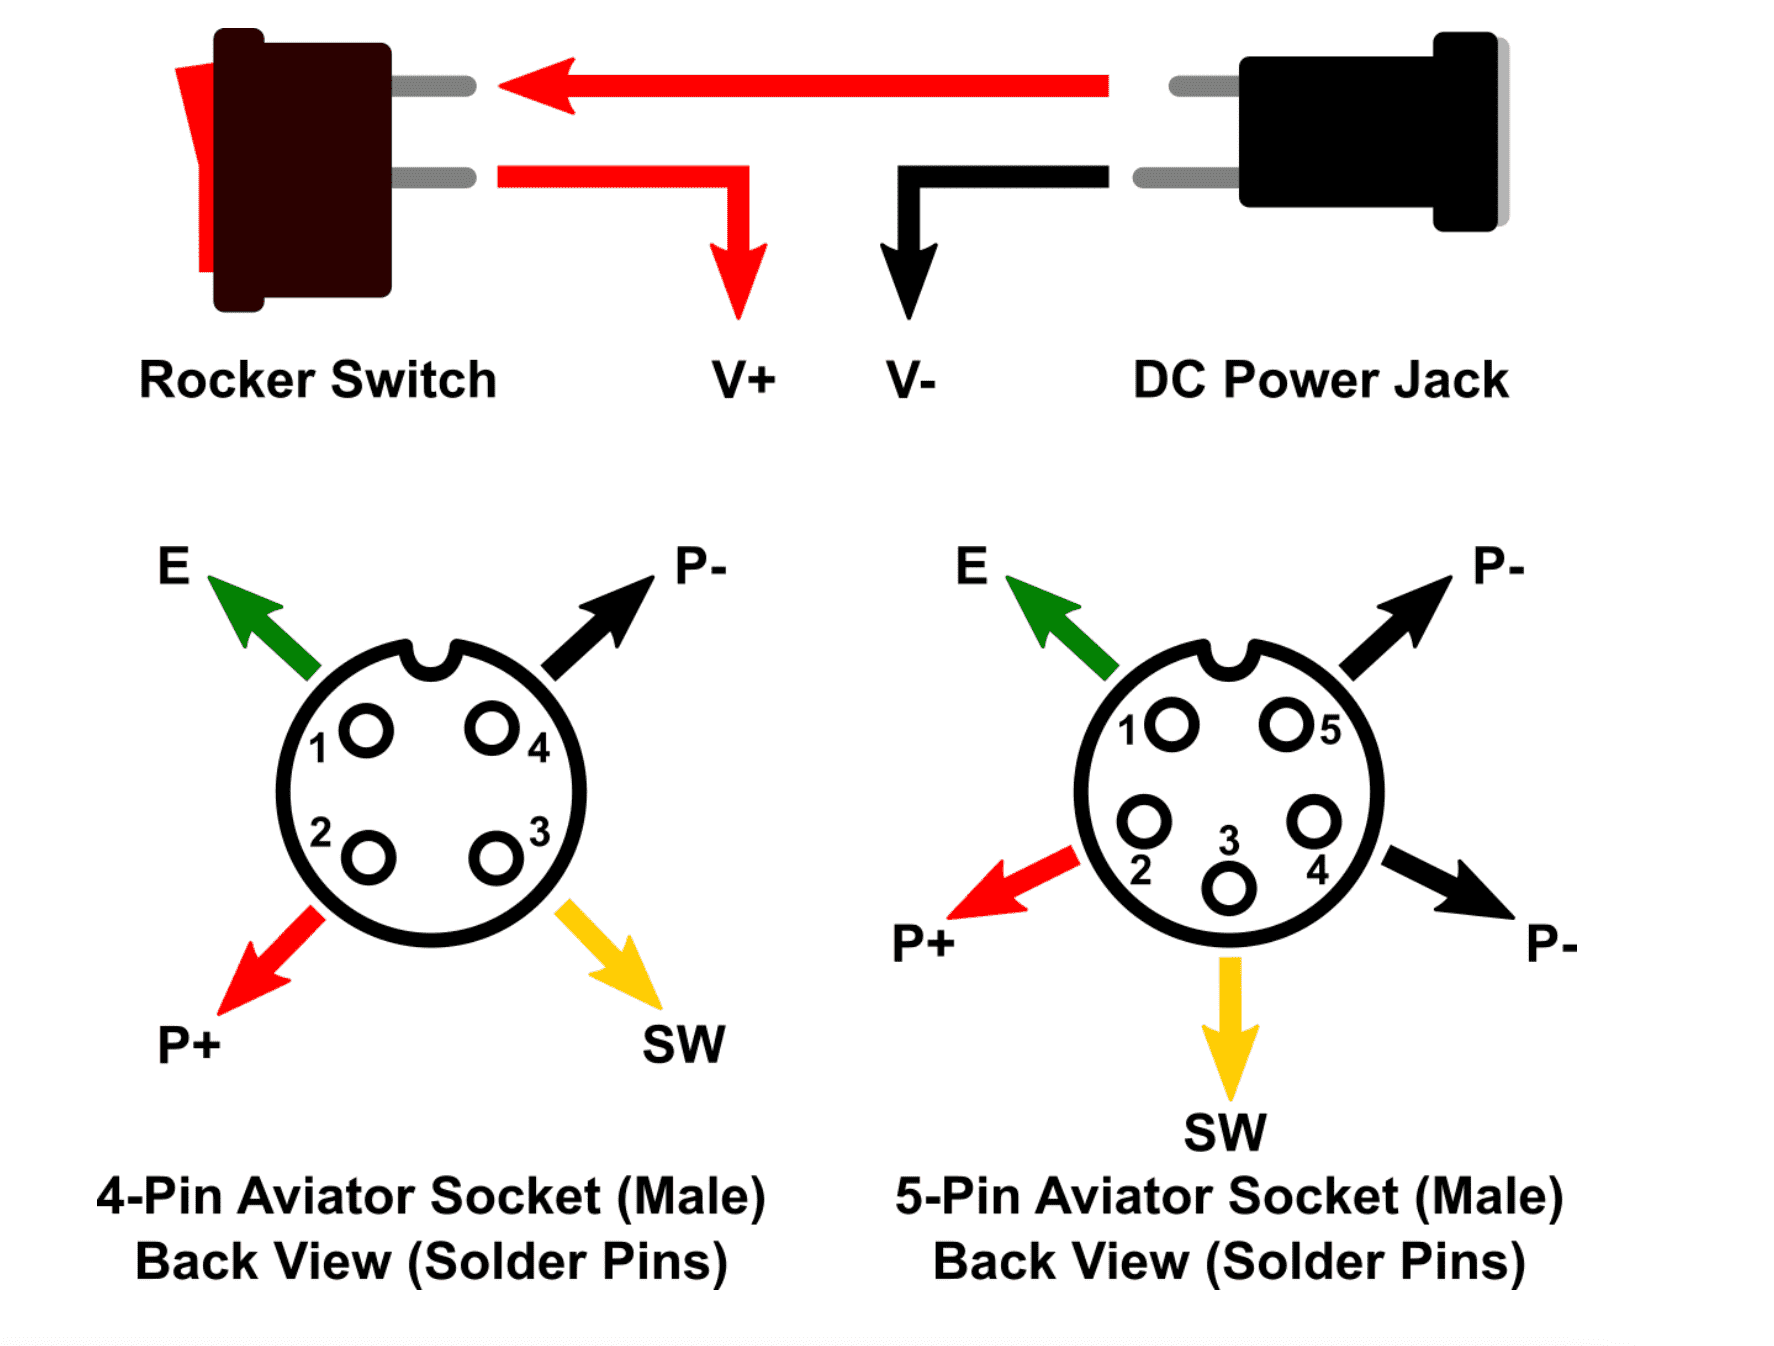 Rocker Switch
V+
V-
DC Power Jack
E
P-
E
P-
1
4
1
5
2
3
2
3
4
P+
SW
P+
P-
SW
4-Pin Aviator Socket (Male)
Back View (Solder Pins)
5-Pin Aviator Socket (Male)
Back View (Solder Pins)